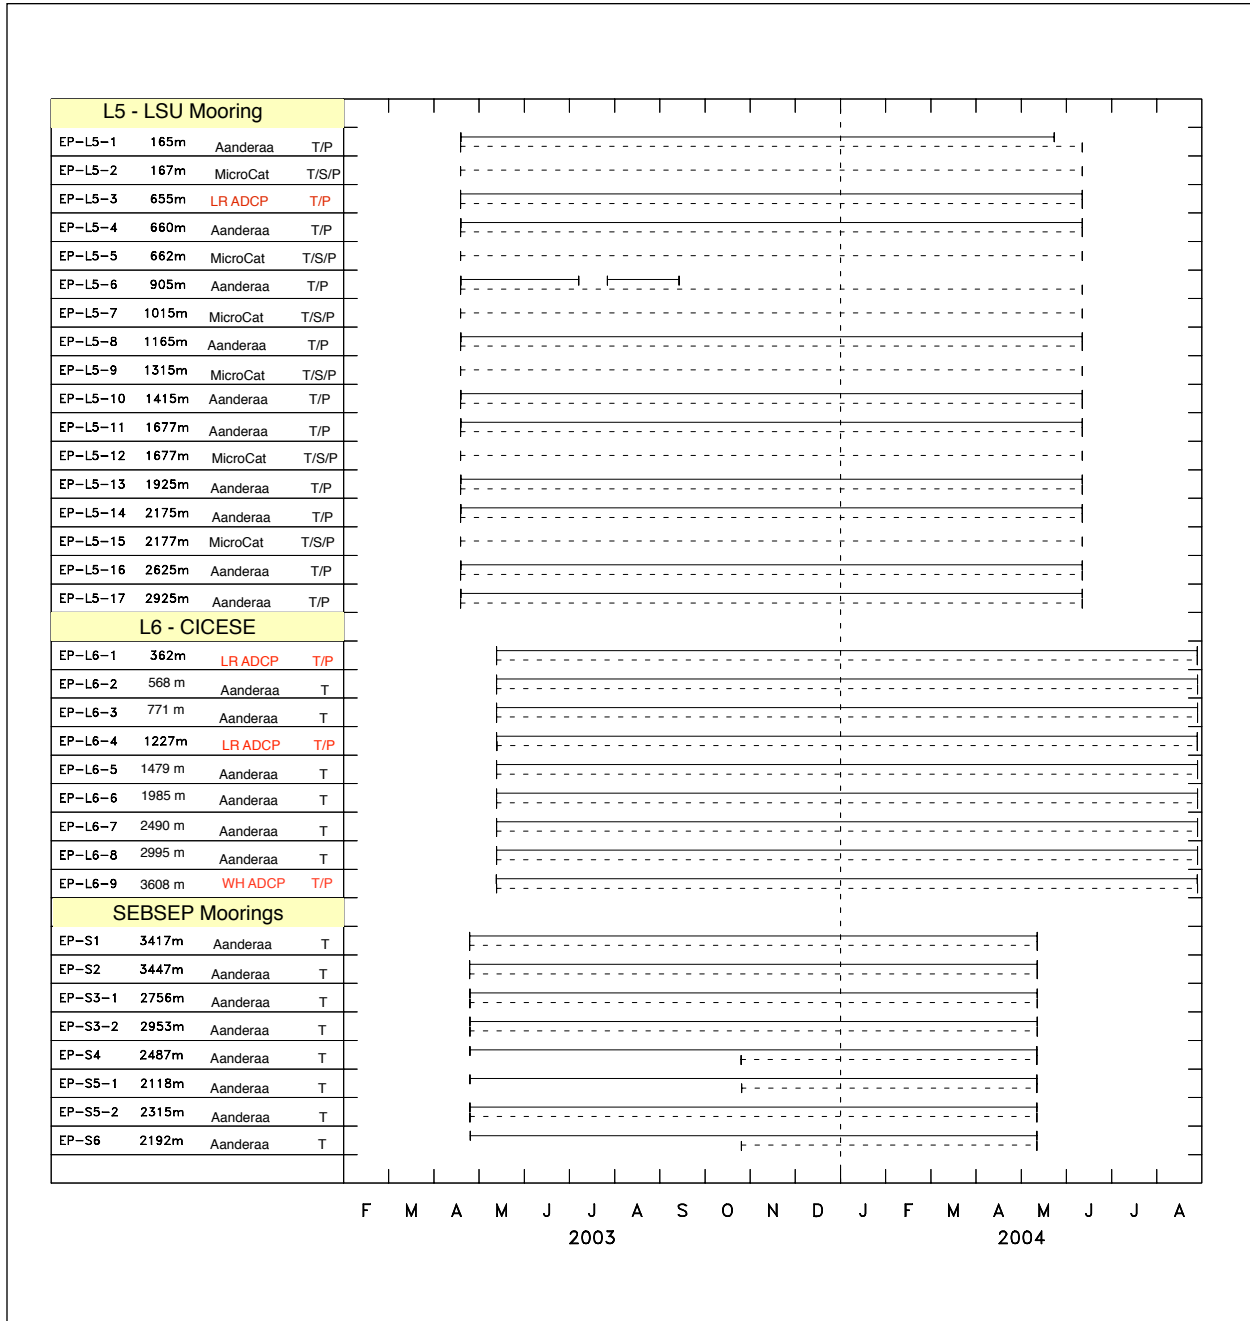 L5 - LSU Mooring
EP-L5-1 165m Aanderaa T/P
EP-L5-2 167m MicroCat T/S/P
EP-L5-3 655m LR ADCP T/P
EP-L5-4 660m Aanderaa T/P
EP-L5-5 662m MicroCat T/S/P
EP-L5-6 905m Aanderaa T/P
EP-L5-7 1015m MicroCat T/S/P
EP-L5-8 1165m Aanderaa T/P
EP-L5-9 1315m MicroCat T/S/P
EP-L5-10 1415m Aanderaa T/P
EP-L5-11 1677m Aanderaa T/P
EP-L5-12 1677m MicroCat T/S/P
EP-L5-13 1925m Aanderaa T/P
EP-L5-14 2175m Aanderaa T/P
EP-L5-15 2177m MicroCat T/S/P
EP-L5-16 2625m Aanderaa T/P
EP-L5-17 2925m Aanderaa T/P
L6 - CICESE
EP-L6-1 362m LR ADCP T/P
EP-L6-2 568 m Aanderaa T
EP-L6-3 771 m Aanderaa T
EP-L6-4 1227m LR ADCP T/P
EP-L6-5 1479 m Aanderaa T
EP-L6-6 1985 m Aanderaa T
EP-L6-7 2490 m Aanderaa T
EP-L6-8 2995 m Aanderaa T
EP-L6-9 3608 m WH ADCP T/P
SEBSEP Moorings
EP-S1 3417m Aanderaa T
EP-S2 3447m Aanderaa T
EP-S3-1 2756m Aanderaa T
EP-S3-2 2953m Aanderaa T
EP-S4 2487m Aanderaa T
EP-S5-1 2118m Aanderaa T
EP-S5-2 2315m Aanderaa T
EP-S6 2192m Aanderaa T
F M A M J J A S O N D J F M A M J J A
2003 2004